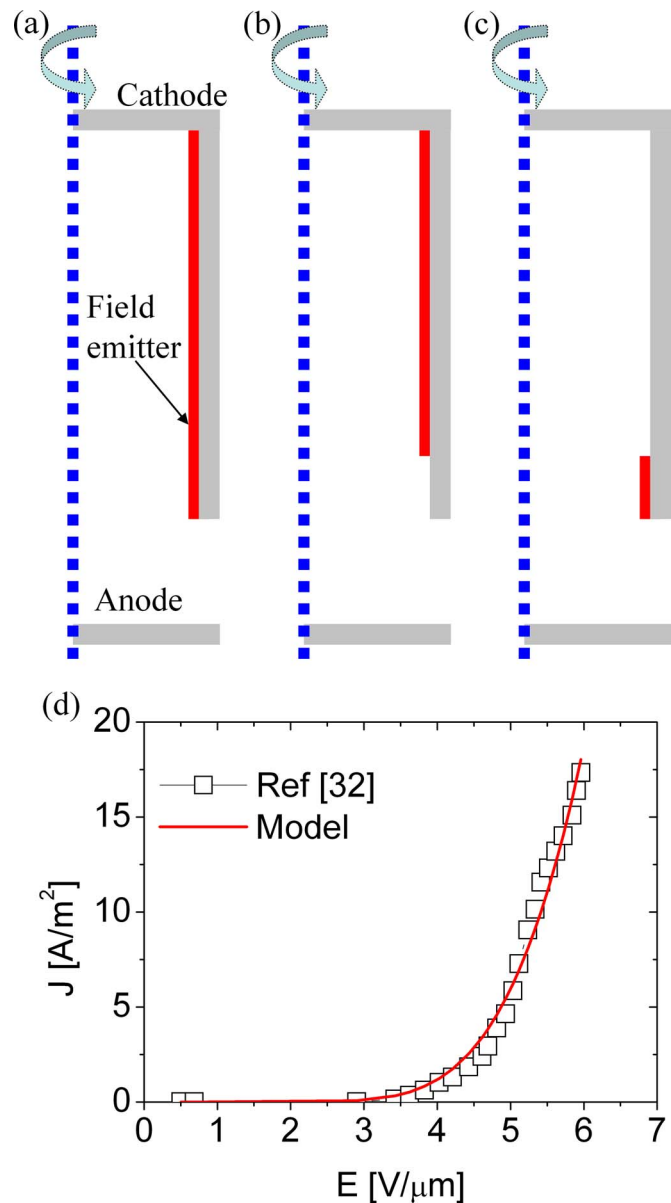 (a)
(b)
(c)
Cathode
Field
emitter
Anode
(d)
20
15
10
5
0
J [A/m²]
Ref [32]
Model
0 1 2 3 4 5 6 7
E [V/μm]